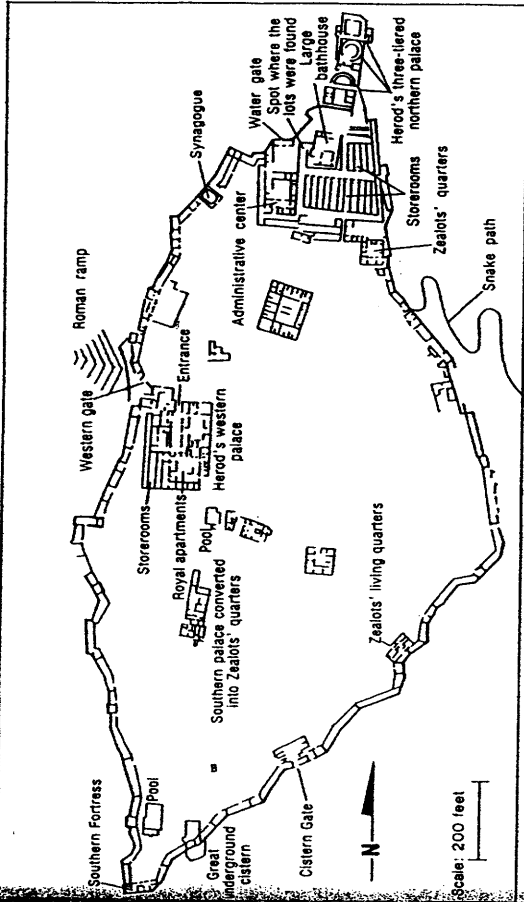 Roman ramp
Western gate
Synagogue
Water gate
Spot where the
lots were found
Large
bathhouse
Storerooms
Entrance
Royal apartments
Herod's western
palace
Administrative center
Herod's three-tiered
northern palace
Storerooms
Zealots' quarters
Snake path
Pool
Southern palace converted
into Zealots' quarters
Zealots' living quarters
Southern Fortress
Pool
Great
underground
cistern
Cistern Gate
N
Scale: 200 feet